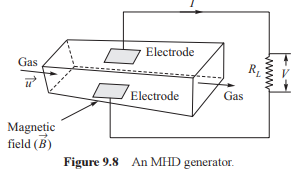 I
Electrode
Gas
u
R_L
V
Electrode
Gas
Magnetic
field (B)
Figure 9.8 An MHD generator.